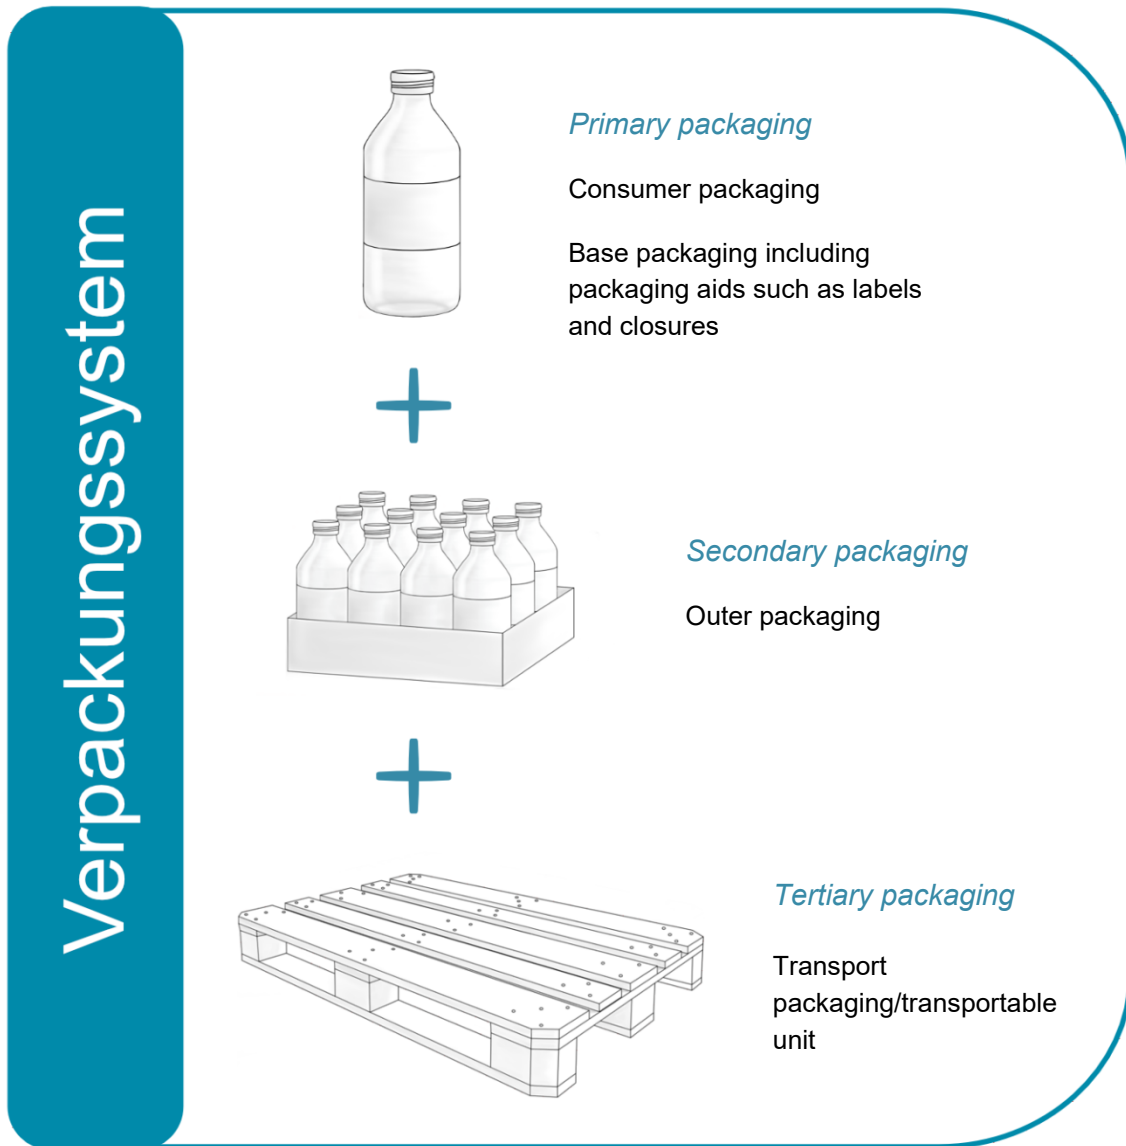 Verpackungssystem
Primary packaging
Consumer packaging
Base packaging including
packaging aids such as labels
and closures
Secondary packaging
Outer packaging
Tertiary packaging
Transport
packaging/transportable
unit